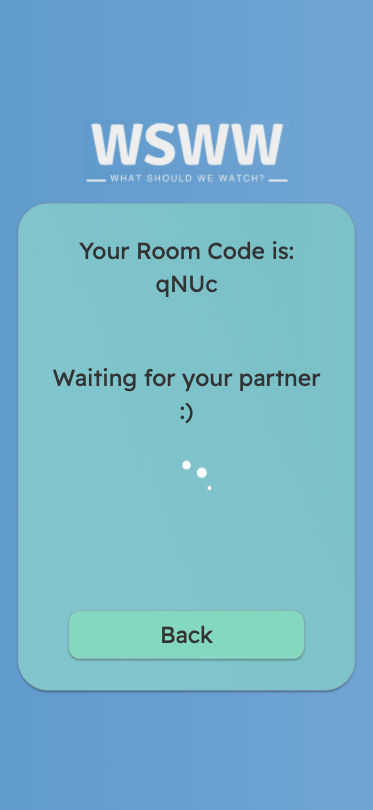 WSWW
WHAT SHOULD WE WATCH?
Your Room Code is:
qNUc
Waiting for your partner
:)
Back